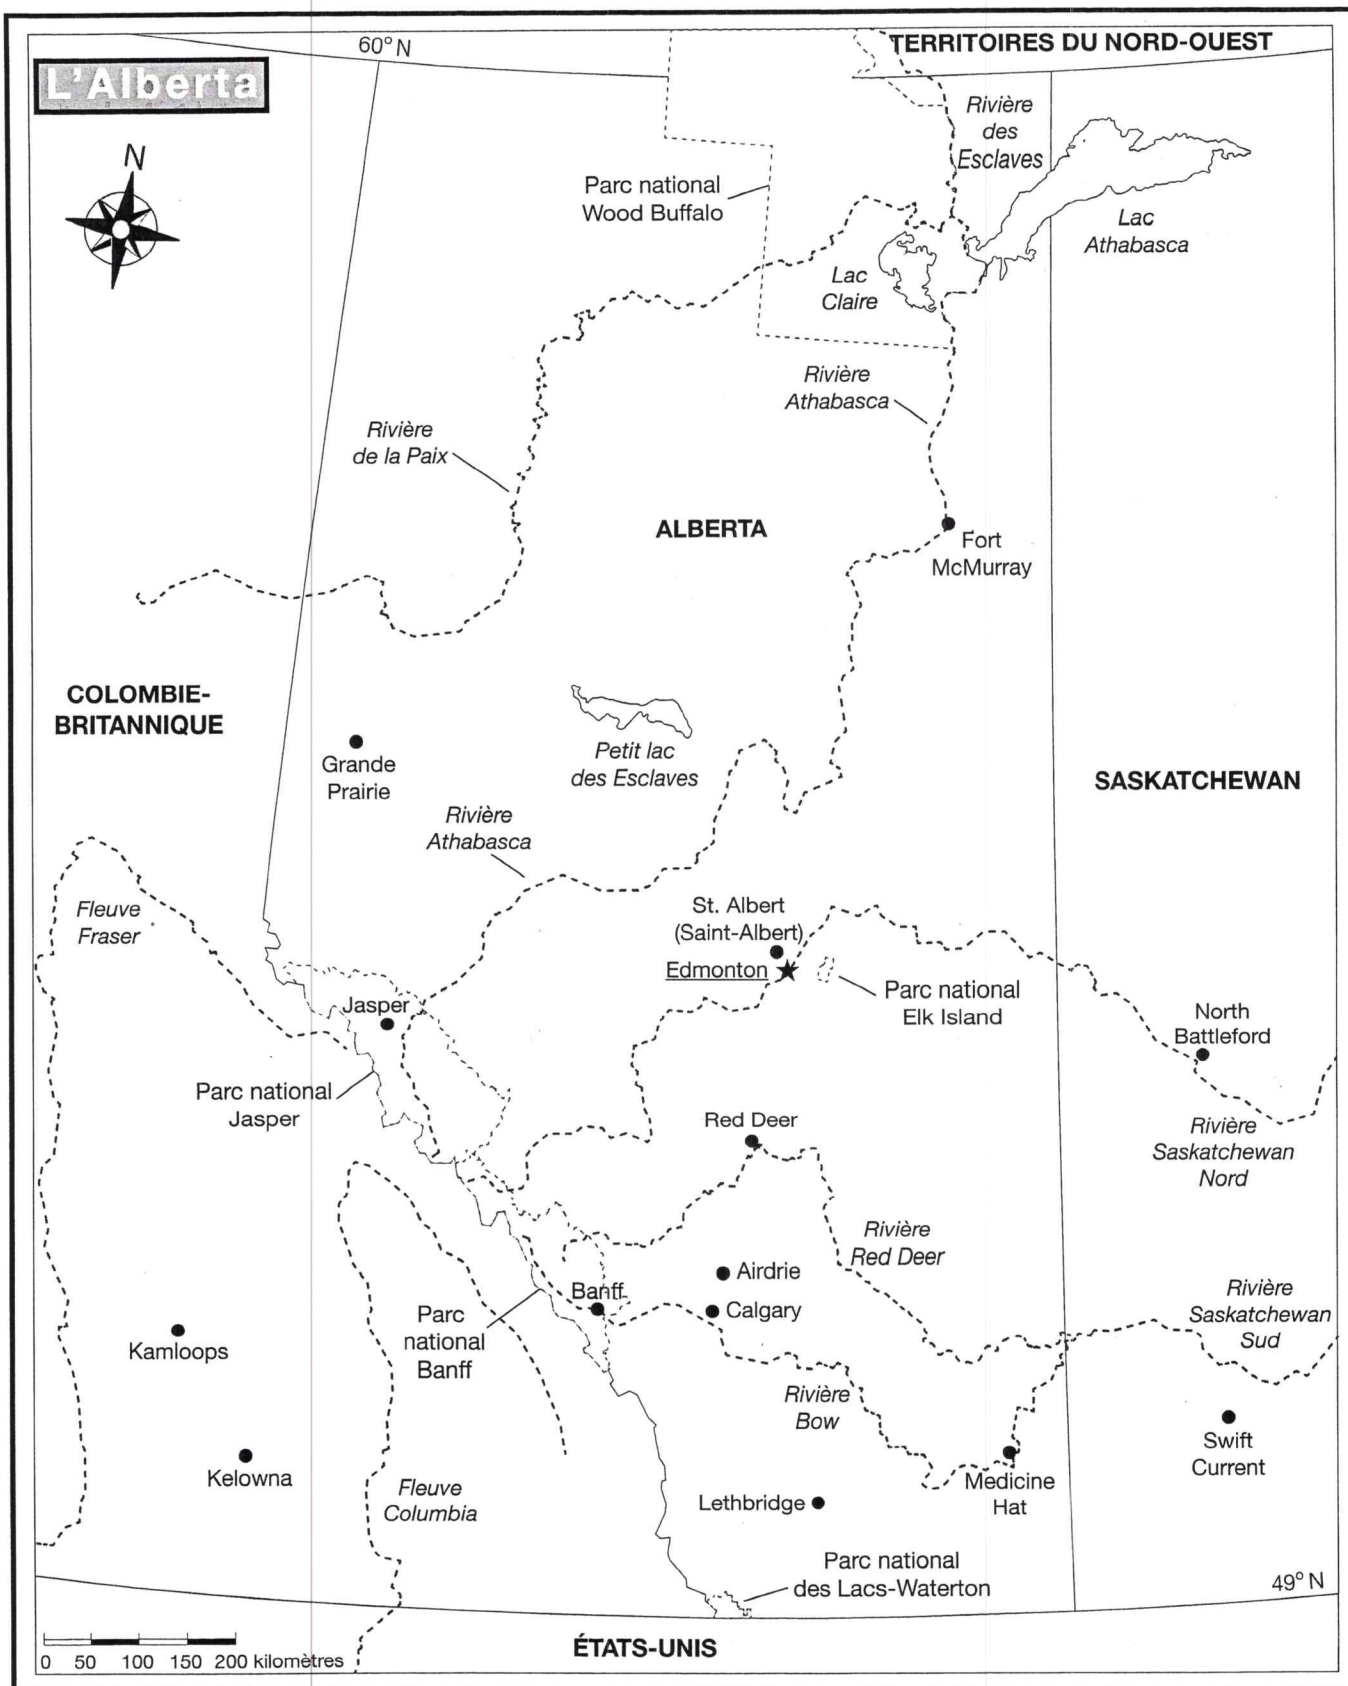 60° N
TERRITOIRES DU NORD-OUEST
L'Alberta
N
Rivière
des
Esclaves
Parc national
Wood Buffalo
Lac
Athabasca
Lac
Claire
Rivière
Athabasca
Rivière
de la Paix
ALBERTA
Fort
McMurray
COLOMBIE-
BRITANNIQUE
Grande
Prairie
Petit lac
des Esclaves
SASKATCHEWAN
Rivière
Athabasca
Fleuve
Fraser
St. Albert
(Saint-Albert)
Edmonton
Parc national
Elk Island
Jasper
North
Battleford
Parc national
Jasper
Red Deer
Rivière
Saskatchewan
Nord
Rivière
Red Deer
Airdrie
Banff
Calgary
Parc
national
Banff
Rivière
Saskatchewan
Sud
Kamloops
Rivière
Bow
Swift
Current
Kelowna
Fleuve
Columbia
Medicine
Hat
Lethbridge
Parc national
des Lacs-Waterton
49° N
ÉTATS-UNIS
0 50 100 150 200 kilomètres